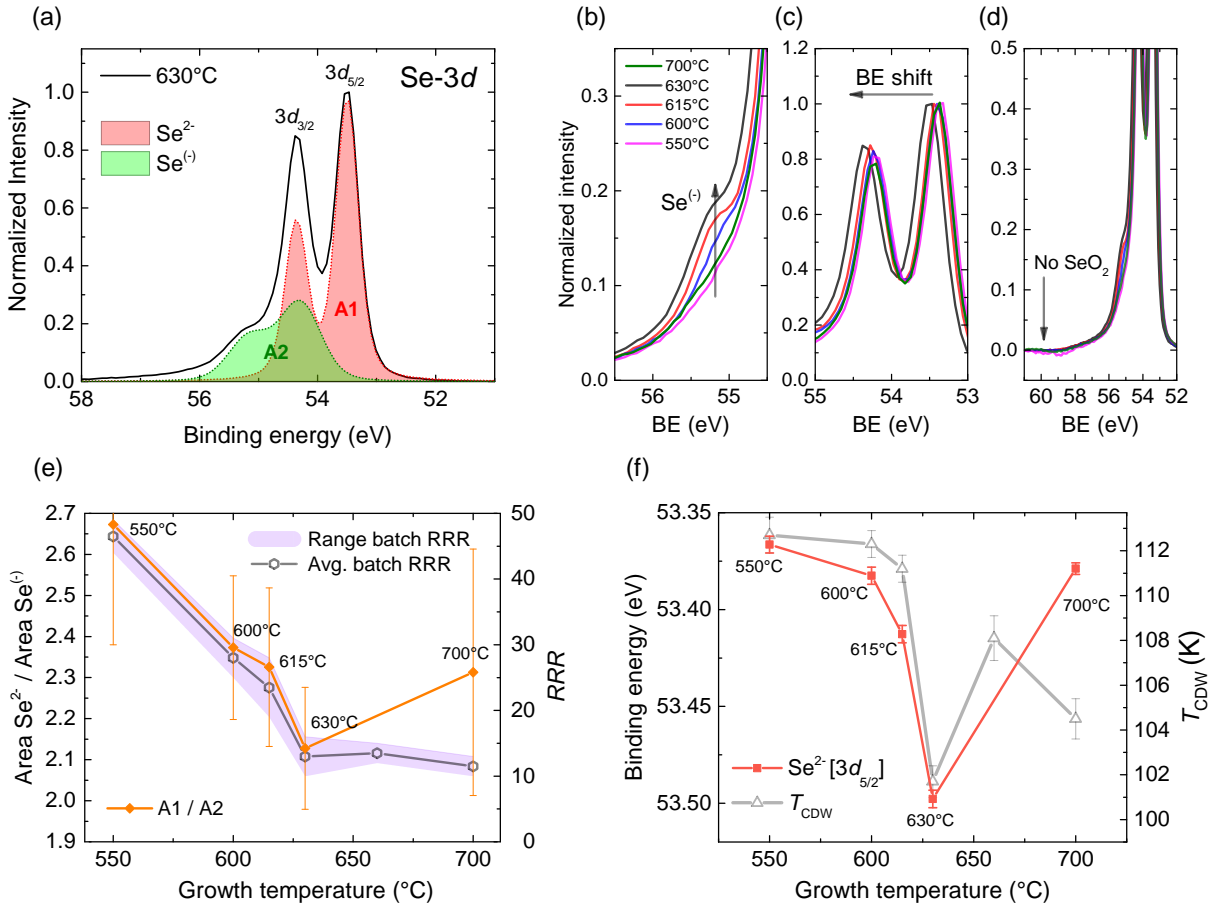 (a)
630°C
Se-3d
3d5/2
3d3/2
Se2-
Se(-)
A1
A2
Normalized Intensity
0.0
0.2
0.4
0.6
0.8
1.0
1.2
58
56
54
52
Binding energy (eV)
(b)
700°C
630°C
615°C
600°C
550°C
Se(-)
Normalized Intensity
0.0
0.1
0.2
0.3
56
55
BE (eV)
(c)
BE shift
0.0
0.2
0.4
0.6
0.8
1.0
1.2
55
54
53
BE (eV)
(d)
No SeO2
0.0
0.1
0.2
0.3
0.4
0.5
60
58
56
54
52
BE (eV)
(e)
550°C
600°C
615°C
630°C
700°C
Range batch RRR
Avg. batch RRR
A1 / A2
Area Se2- / Area Se(-)
1.9
2.0
2.1
2.2
2.3
2.4
2.5
2.6
2.7
RRR
0
10
20
30
40
50
550
600
650
700
Growth temperature (°C)
(f)
550°C
600°C
615°C
630°C
700°C
Se2- [3d5/2]
TCDW
Binding energy (eV)
53.35
53.40
53.45
53.50
TCDW (K)
112
110
108
106
104
102
100
550
600
650
700
Growth temperature (°C)